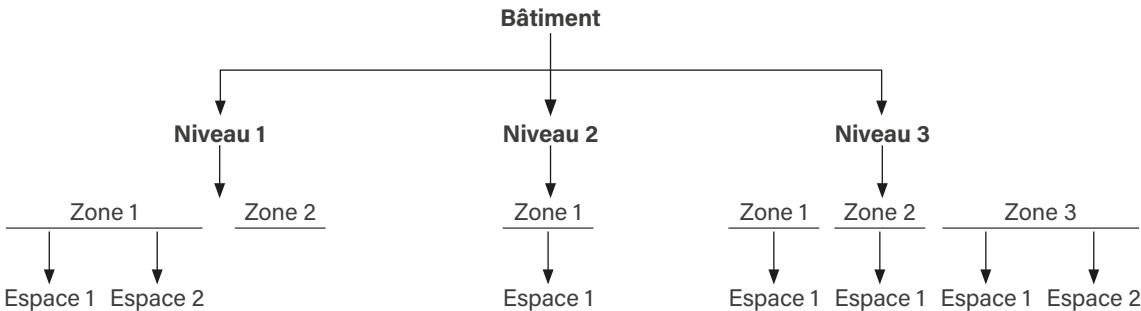 Bâtiment
Niveau 1 Niveau 2 Niveau 3
Zone 1 Zone 2 Zone 1 Zone 1 Zone 2 Zone 3
Espace 1 Espace 2 Espace 1 Espace 1 Espace 1 Espace 1 Espace 2